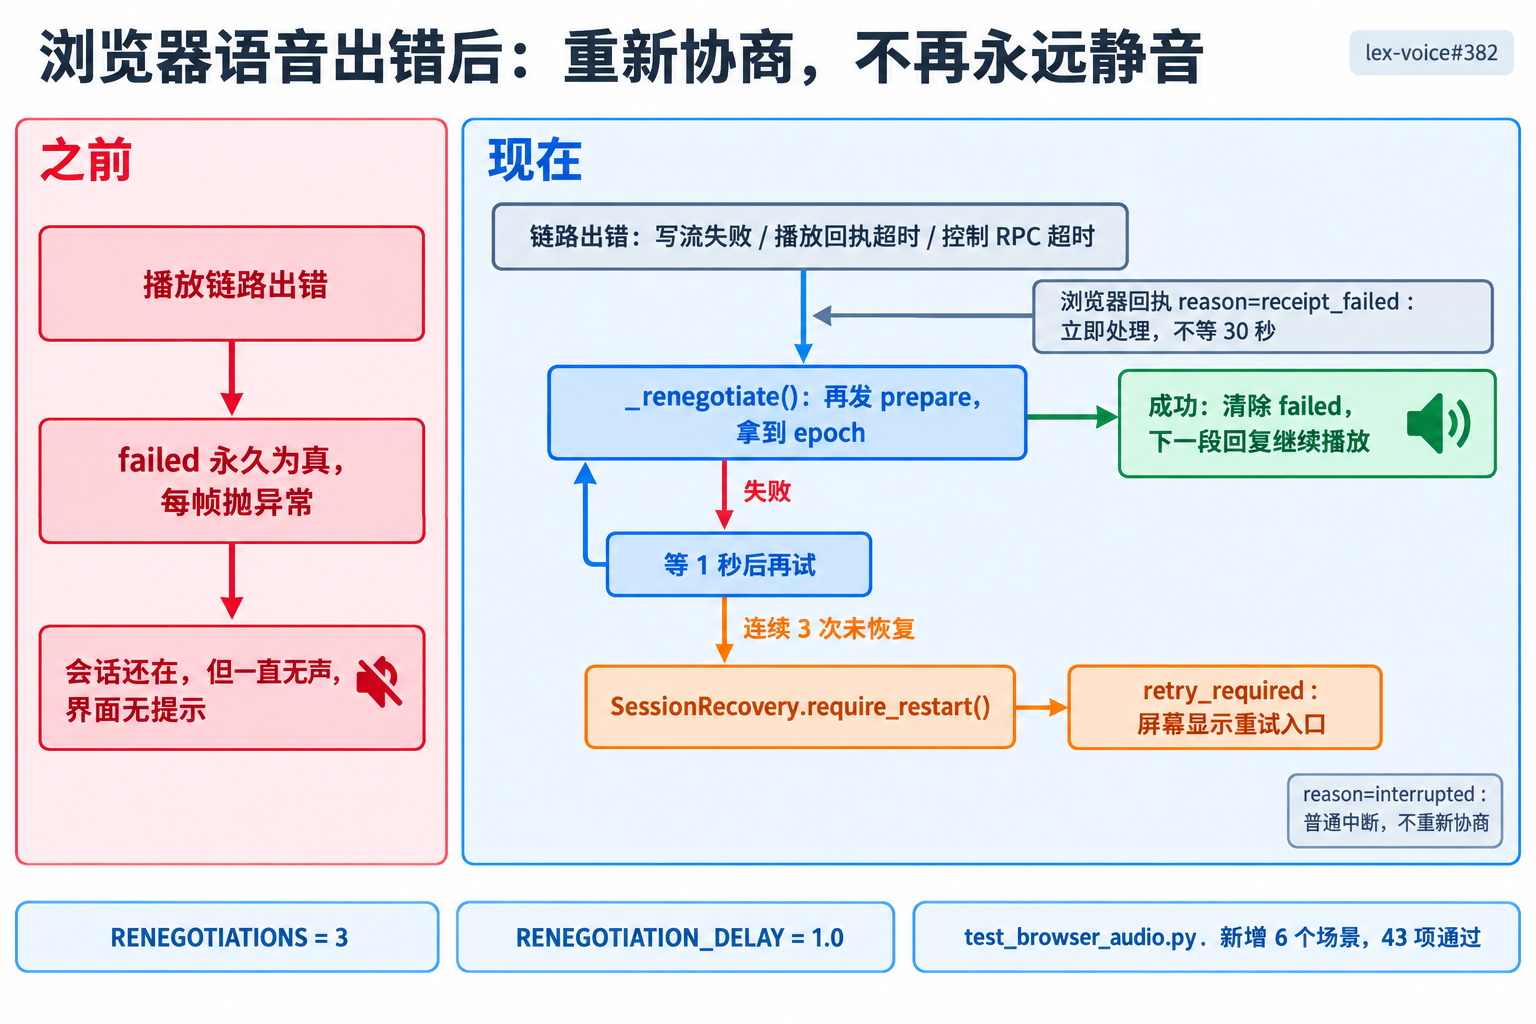 浏览器语音出错后：重新协商，不再永远静音
lex-voice#382
之前
播放链路出错
failed 永久为真，
每帧抛异常
会话还在，但一直无声，
界面无提示
现在
链路出错：写流失败 / 播放回执超时 / 控制 RPC 超时
浏览器回执 reason=receipt_failed：
立即处理，不等 30 秒
_renegotiate()：再发 prepare，
拿到 epoch
成功：清除 failed，
下一段回复继续播放
失败
等 1 秒后再试
连续 3 次未恢复
SessionRecovery.require_restart()
retry_required：
屏幕显示重试入口
reason=interrupted：
普通中断，不重新协商
RENEGOTIATIONS = 3
RENEGOTIATION_DELAY = 1.0
test_browser_audio.py. 新增 6 个场景，43 项通过